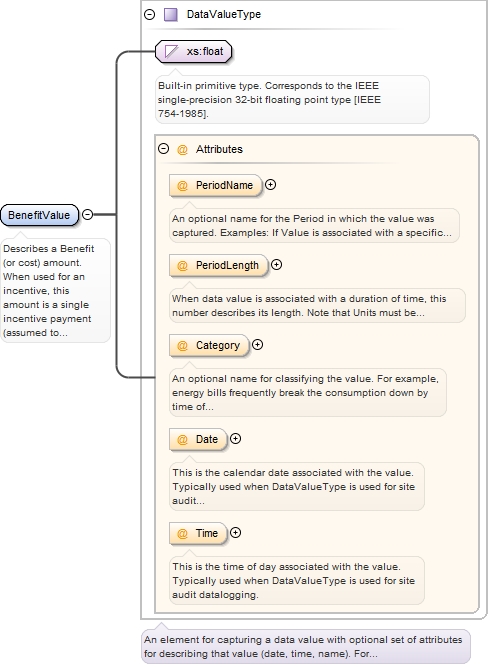 DataValueType
xs:float
Built-in primitive type. Corresponds to the IEEE
single-precision 32-bit floating point type [IEEE
754-1985].
@ Attributes
@ PeriodName
An optional name for the Period in which the value was
captured. Examples: If Value is associated with a specific...
@ PeriodLength
When data value is associated with a duration of time, this
number describes its length. Note that Units must be...
@ Category
An optional name for classifying the value. For example,
energy bills frequently break the consumption down by
time of...
@ Date
This is the calendar date associated with the value.
Typically used when DataValueType is used for site
audit...
@ Time
This is the time of day associated with the value.
Typically used when DataValueType is used for site
audit datalogging.
BenefitValue
Describes a Benefit
(or cost) amount.
When used for an
incentive, this
amount is a single
incentive payment
(assumed to...
An element for capturing a data value with optional set of attributes
for describing that value (date, time, name). For...